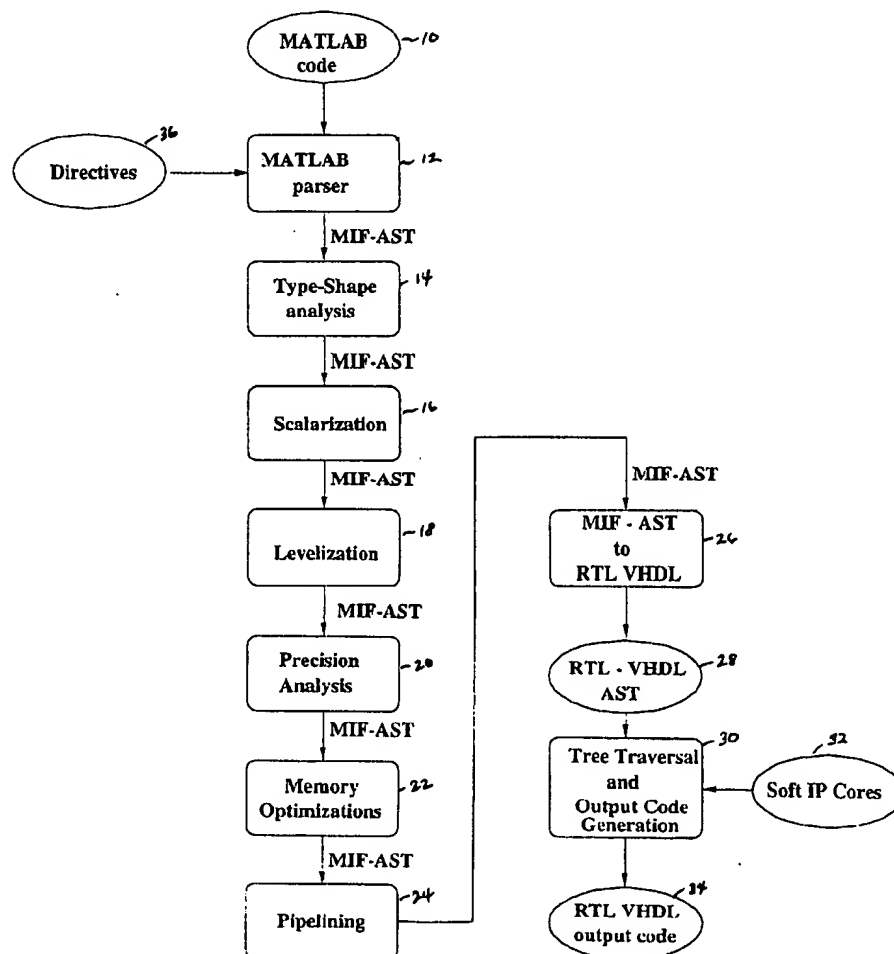 MATLAB
code
10
36
Directives
MATLAB
parser
12
MIF-AST
Type-Shape
analysis
14
MIF-AST
Scalarization
16
MIF-AST
Levelization
18
MIF-AST
Precision
Analysis
20
MIF-AST
Memory
Optimizations
22
MIF-AST
Pipelining
24
MIF-AST
MIF - AST
to
RTL VHDL
26
RTL - VHDL
AST
28
Tree Traversal
and
Output Code
Generation
30
32
Soft IP Cores
RTL VHDL
output code
34